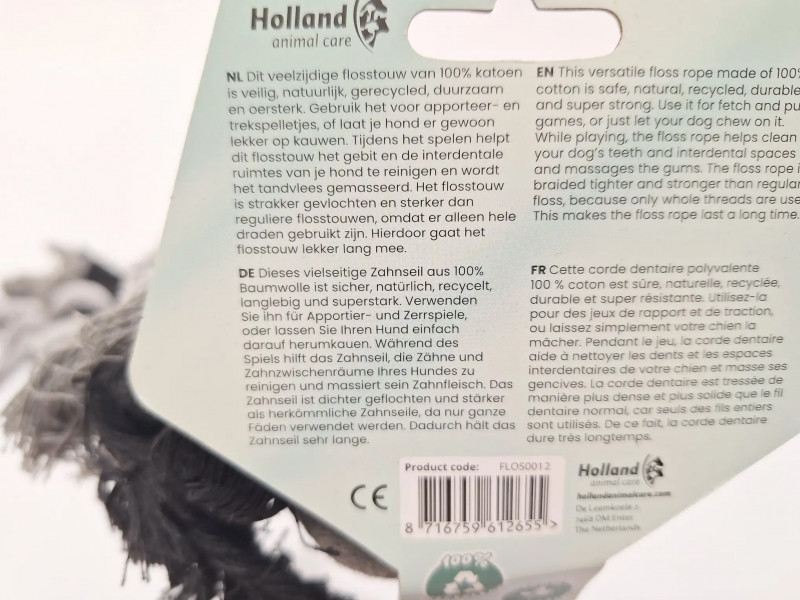 Holland
animal care
NL Dit veelzijdige flosstouw van 100% katoen
is veilig, natuurlijk, gerecycled, duurzaam
en oersterk. Gebruik het voor apporteer- en
trekspelletjes, of laat je hond er gewoon
lekker op kauwen. Tijdens het spelen helpt
dit flosstouw het gebit en de interdentale
ruimtes van je hond te reinigen en wordt
het tandvlees gemasseerd. Het flosstouw
is strakker gevlochten en sterker dan
reguliere flosstouwen, omdat er alleen hele
draden gebruikt zijn. Hierdoor gaat het
flosstouw lekker lang mee.
EN This versatile floss rope made of 100%
cotton is safe, natural, recycled, durable
and super strong. Use it for fetch and pu
games, or just let your dog chew on it.
While playing, the floss rope helps clean
your dog's teeth and interdental spaces
and massages the gums. The floss rope i
braided tighter and stronger than regular
floss, because only whole threads are use
This makes the floss rope last a long time.
DE Dieses vielseitige Zahnseil aus 100%
Baumwolle ist sicher, natürlich, recycelt,
langlebig und superstark. Verwenden
Sie ihn für Apportier- und Zerrspiele,
oder lassen Sie Ihren Hund einfach
darauf herumkauen. Während des
Spiels hilft das Zahnseil, die Zähne und
Zahnzwischenräume Ihres Hundes zu
reinigen und massiert sein Zahnfleisch. Das
Zahnseil ist dichter geflochten und stärker
als herkömmliche Zahnseile, da nur ganze
Fäden verwendet werden. Dadurch hält das
Zahnseil sehr lange.
FR Cette corde dentaire polyvalente
100 % coton est sûre, naturelle, recyclée,
durable et super résistante. Utilisez-la
pour des jeux de rapport et de traction,
ou laissez simplement votre chien la
mâcher. Pendant le jeu, la corde dentaire
aide à nettoyer les dents et les espaces
interdentaires de votre chien et masse ses
gencives. La corde dentaire est tressée de
manière plus dense et plus solide que le fil
dentaire normal, car seuls des fils entiers
sont utilisés. De ce fait, la corde dentaire
dure très longtemps.
CE
Product code: FLOS0012
8 716759 612655 >
Holland
animal care
hollandanimalcare.com
De Leemkoele 2
7468 DM Enter
The Netherlands
100%